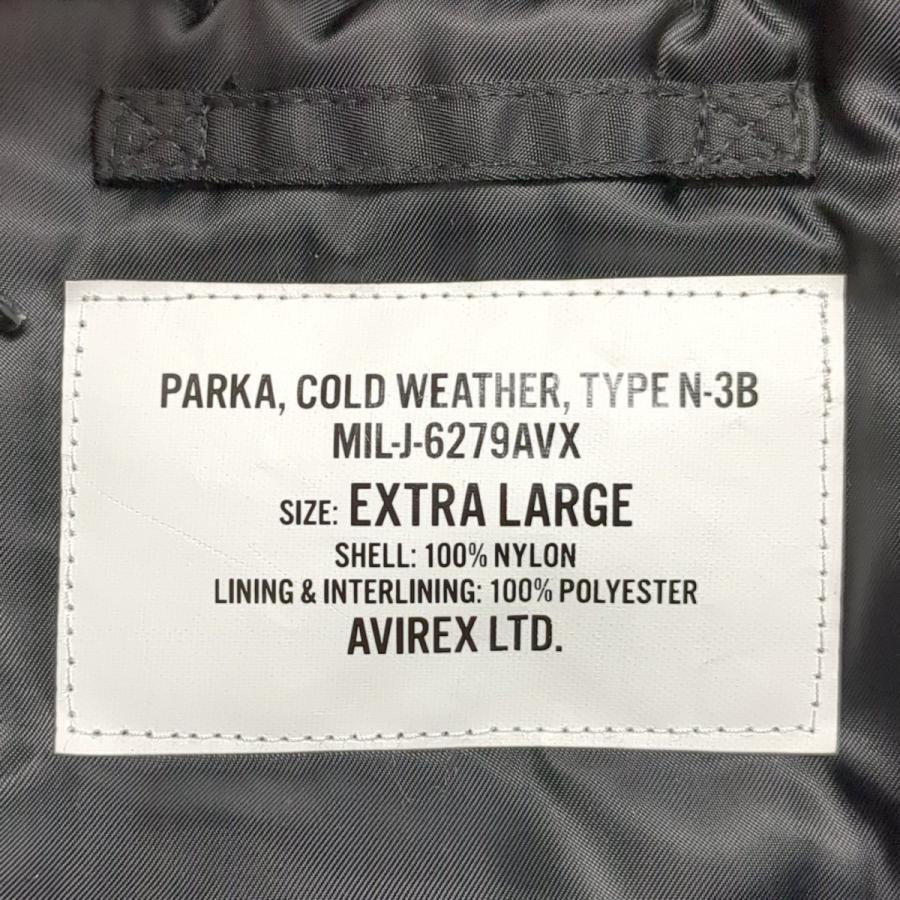 PARKA, COLD WEATHER, TYPE N-3B
MIL-J-6279AVX
SIZE: EXTRA LARGE
SHELL: 100% NYLON
LINING & INTERLINING: 100% POLYESTER
AVIREX LTD.